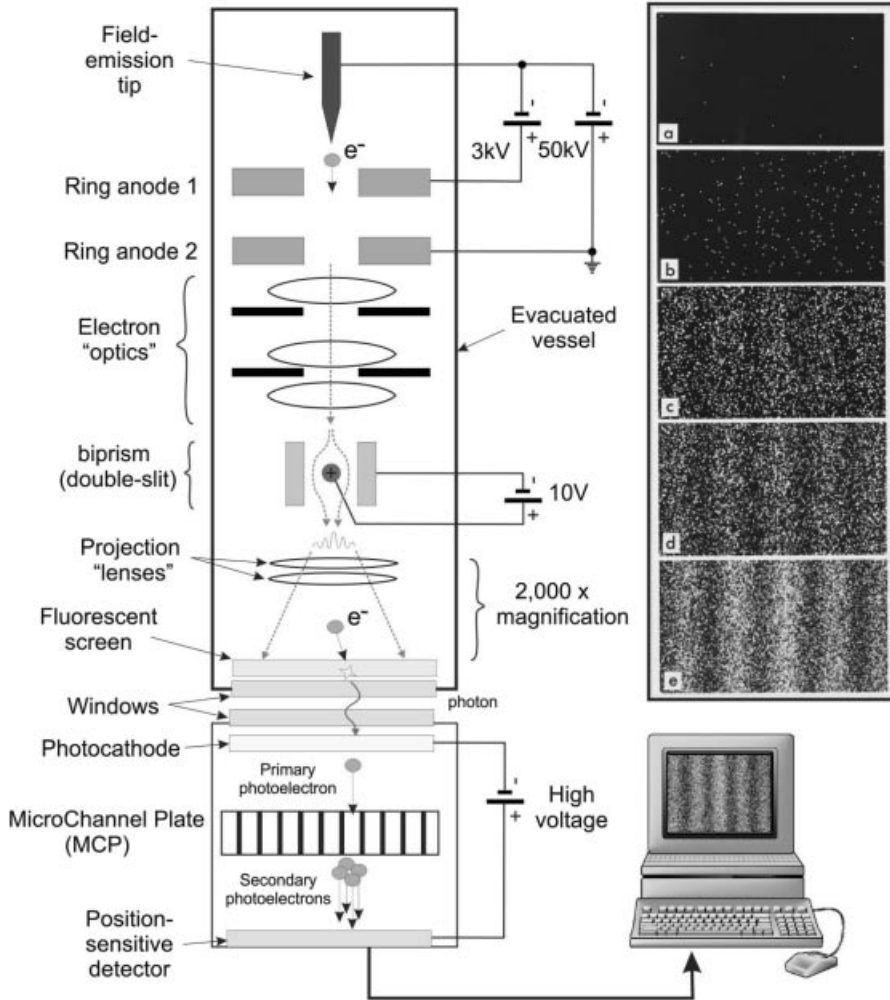 Field-
emission
tip
e-
3kV
50kV
-
+
-
+
Ring anode 1
Ring anode 2
Electron
“optics”
Evacuated
vessel
biprism
(double-slit)
+
-
+
10V
Projection
“lenses”
2,000 x
magnification
e-
Fluorescent
screen
Windows
photon
Photocathode
Primary
photoelectron
-
+
High
voltage
MicroChannel Plate
(MCP)
Secondary
photoelectrons
Position-
sensitive
detector
a
b
c
d
e